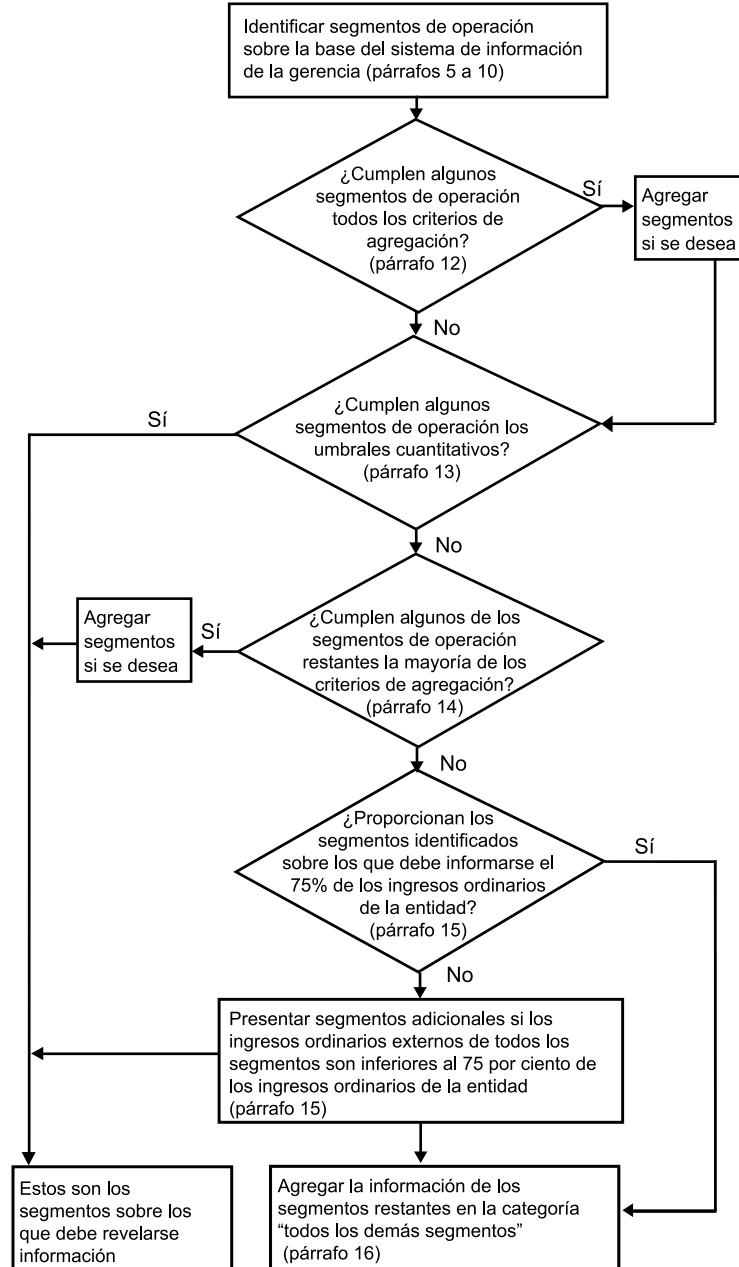 Identificar segmentos de operación
sobre la base del sistema de información
de la gerencia (párrafos 5 a 10)
¿Cumplen algunos
segmentos de operación
todos los criterios de
agregación?
(párrafo 12)
Sí
Agregar
segmentos
si se desea
No
¿Cumplen algunos
segmentos de operación los
umbrales cuantitativos?
(párrafo 13)
Sí
No
¿Cumplen algunos de los
segmentos de operación
restantes la mayoría de los
criterios de agregación?
(párrafo 14)
Sí
Agregar
segmentos
si se desea
No
¿Proporcionan los
segmentos identificados
sobre los que debe informarse el
75% de los ingresos ordinarios
de la entidad?
(párrafo 15)
Sí
No
Presentar segmentos adicionales si los
ingresos ordinarios externos de todos los
segmentos son inferiores al 75 por ciento de
los ingresos ordinarios de la entidad
(párrafo 15)
Estos son los
segmentos sobre los
que debe revelarse
información
Agregar la información de los
segmentos restantes en la categoría
“todos los demás segmentos”
(párrafo 16)